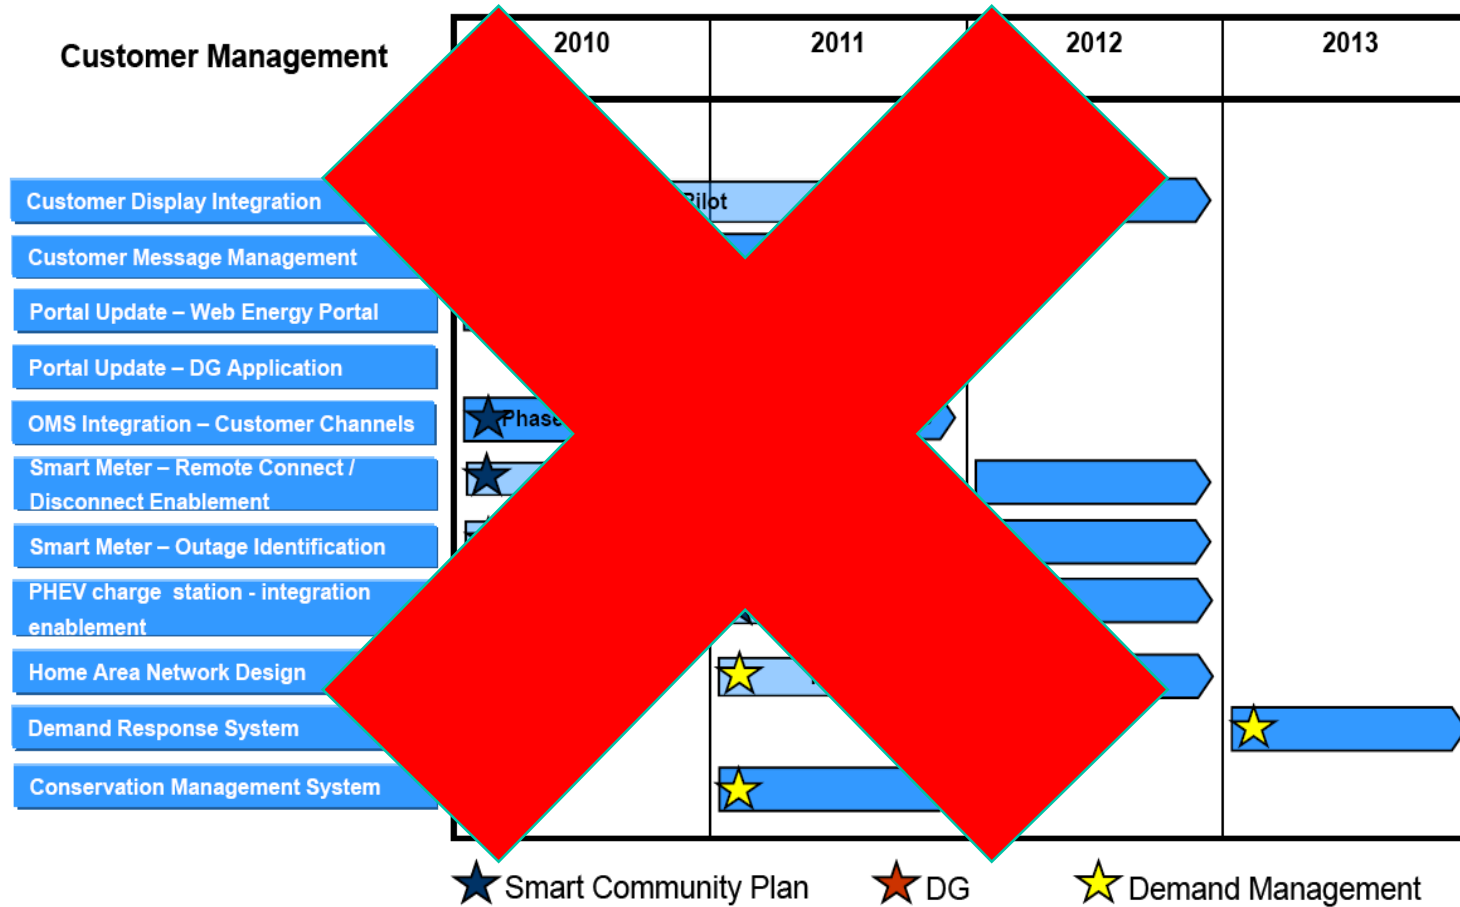 Customer Management
2010 2011 2012 2013
Customer Display Integration
Pilot
Customer Message Management
Portal Update – Web Energy Portal
Portal Update – DG Application
OMS Integration – Customer Channels
Phase
Smart Meter – Remote Connect /
Disconnect Enablement
Smart Meter – Outage Identification
PHEV charge station - integration
enablement
Home Area Network Design
Demand Response System
Conservation Management System
Smart Community Plan DG Demand Management